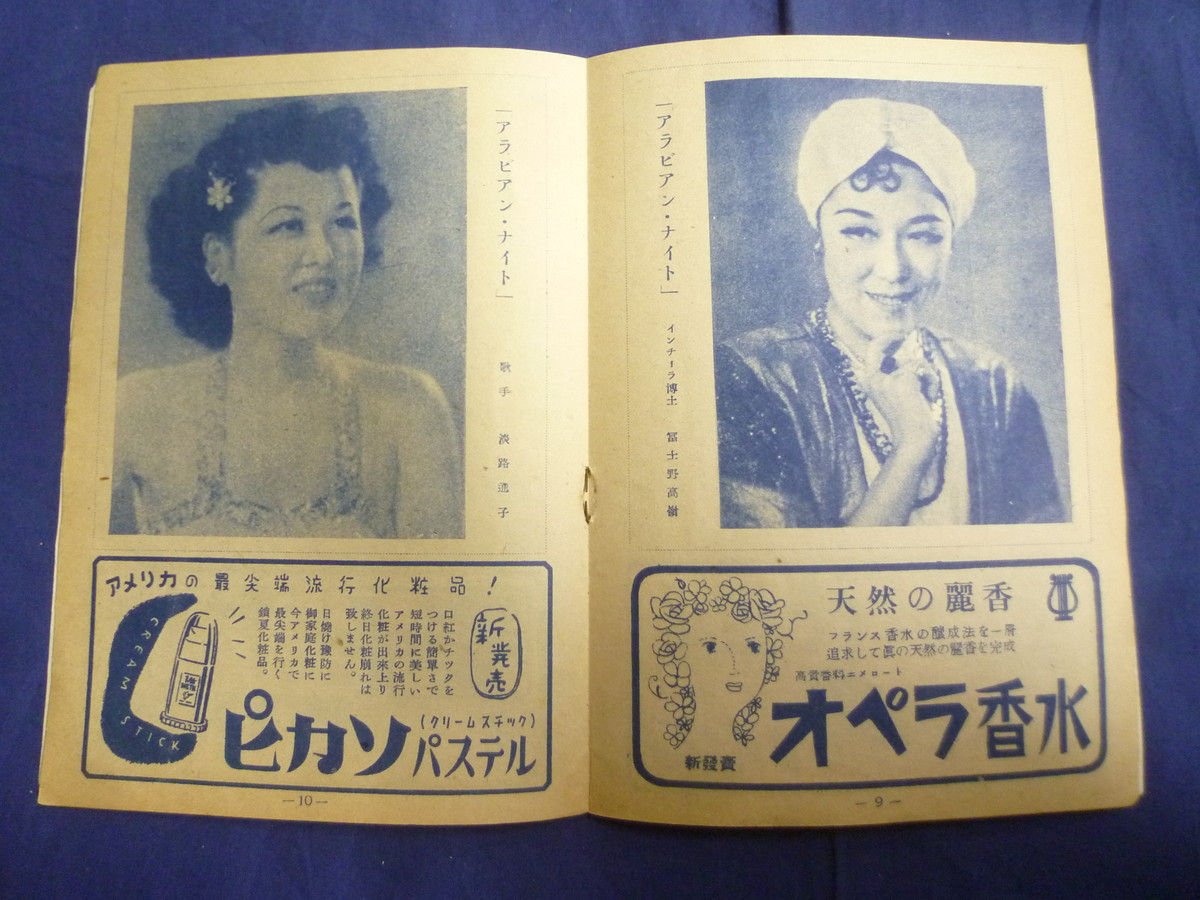 「アラビアン・ナイト」
インチーラ博士 冨士野高嶺
天然の麗香
フランス香水の醸成法を一層
追求して眞の天然の麗香を完成
高貴香料エメロート
オペラ香水
新發賣
—9—
「アラビアン・ナイト」
歌手 淡路通子
アメリカの最尖端流行化粧品!
新発売
口紅かチックを
つける簡單さで
短時間に美しい
アメリカの流行
化粧が出來上り
終日化粧崩れは
致しません。
日焼け豫防に
御家庭化粧に
今アメリカで
最尖端を行く
銷夏化粧品。
CREAM STICK
ピカソ
(クリームスチック)
パステル
—10—